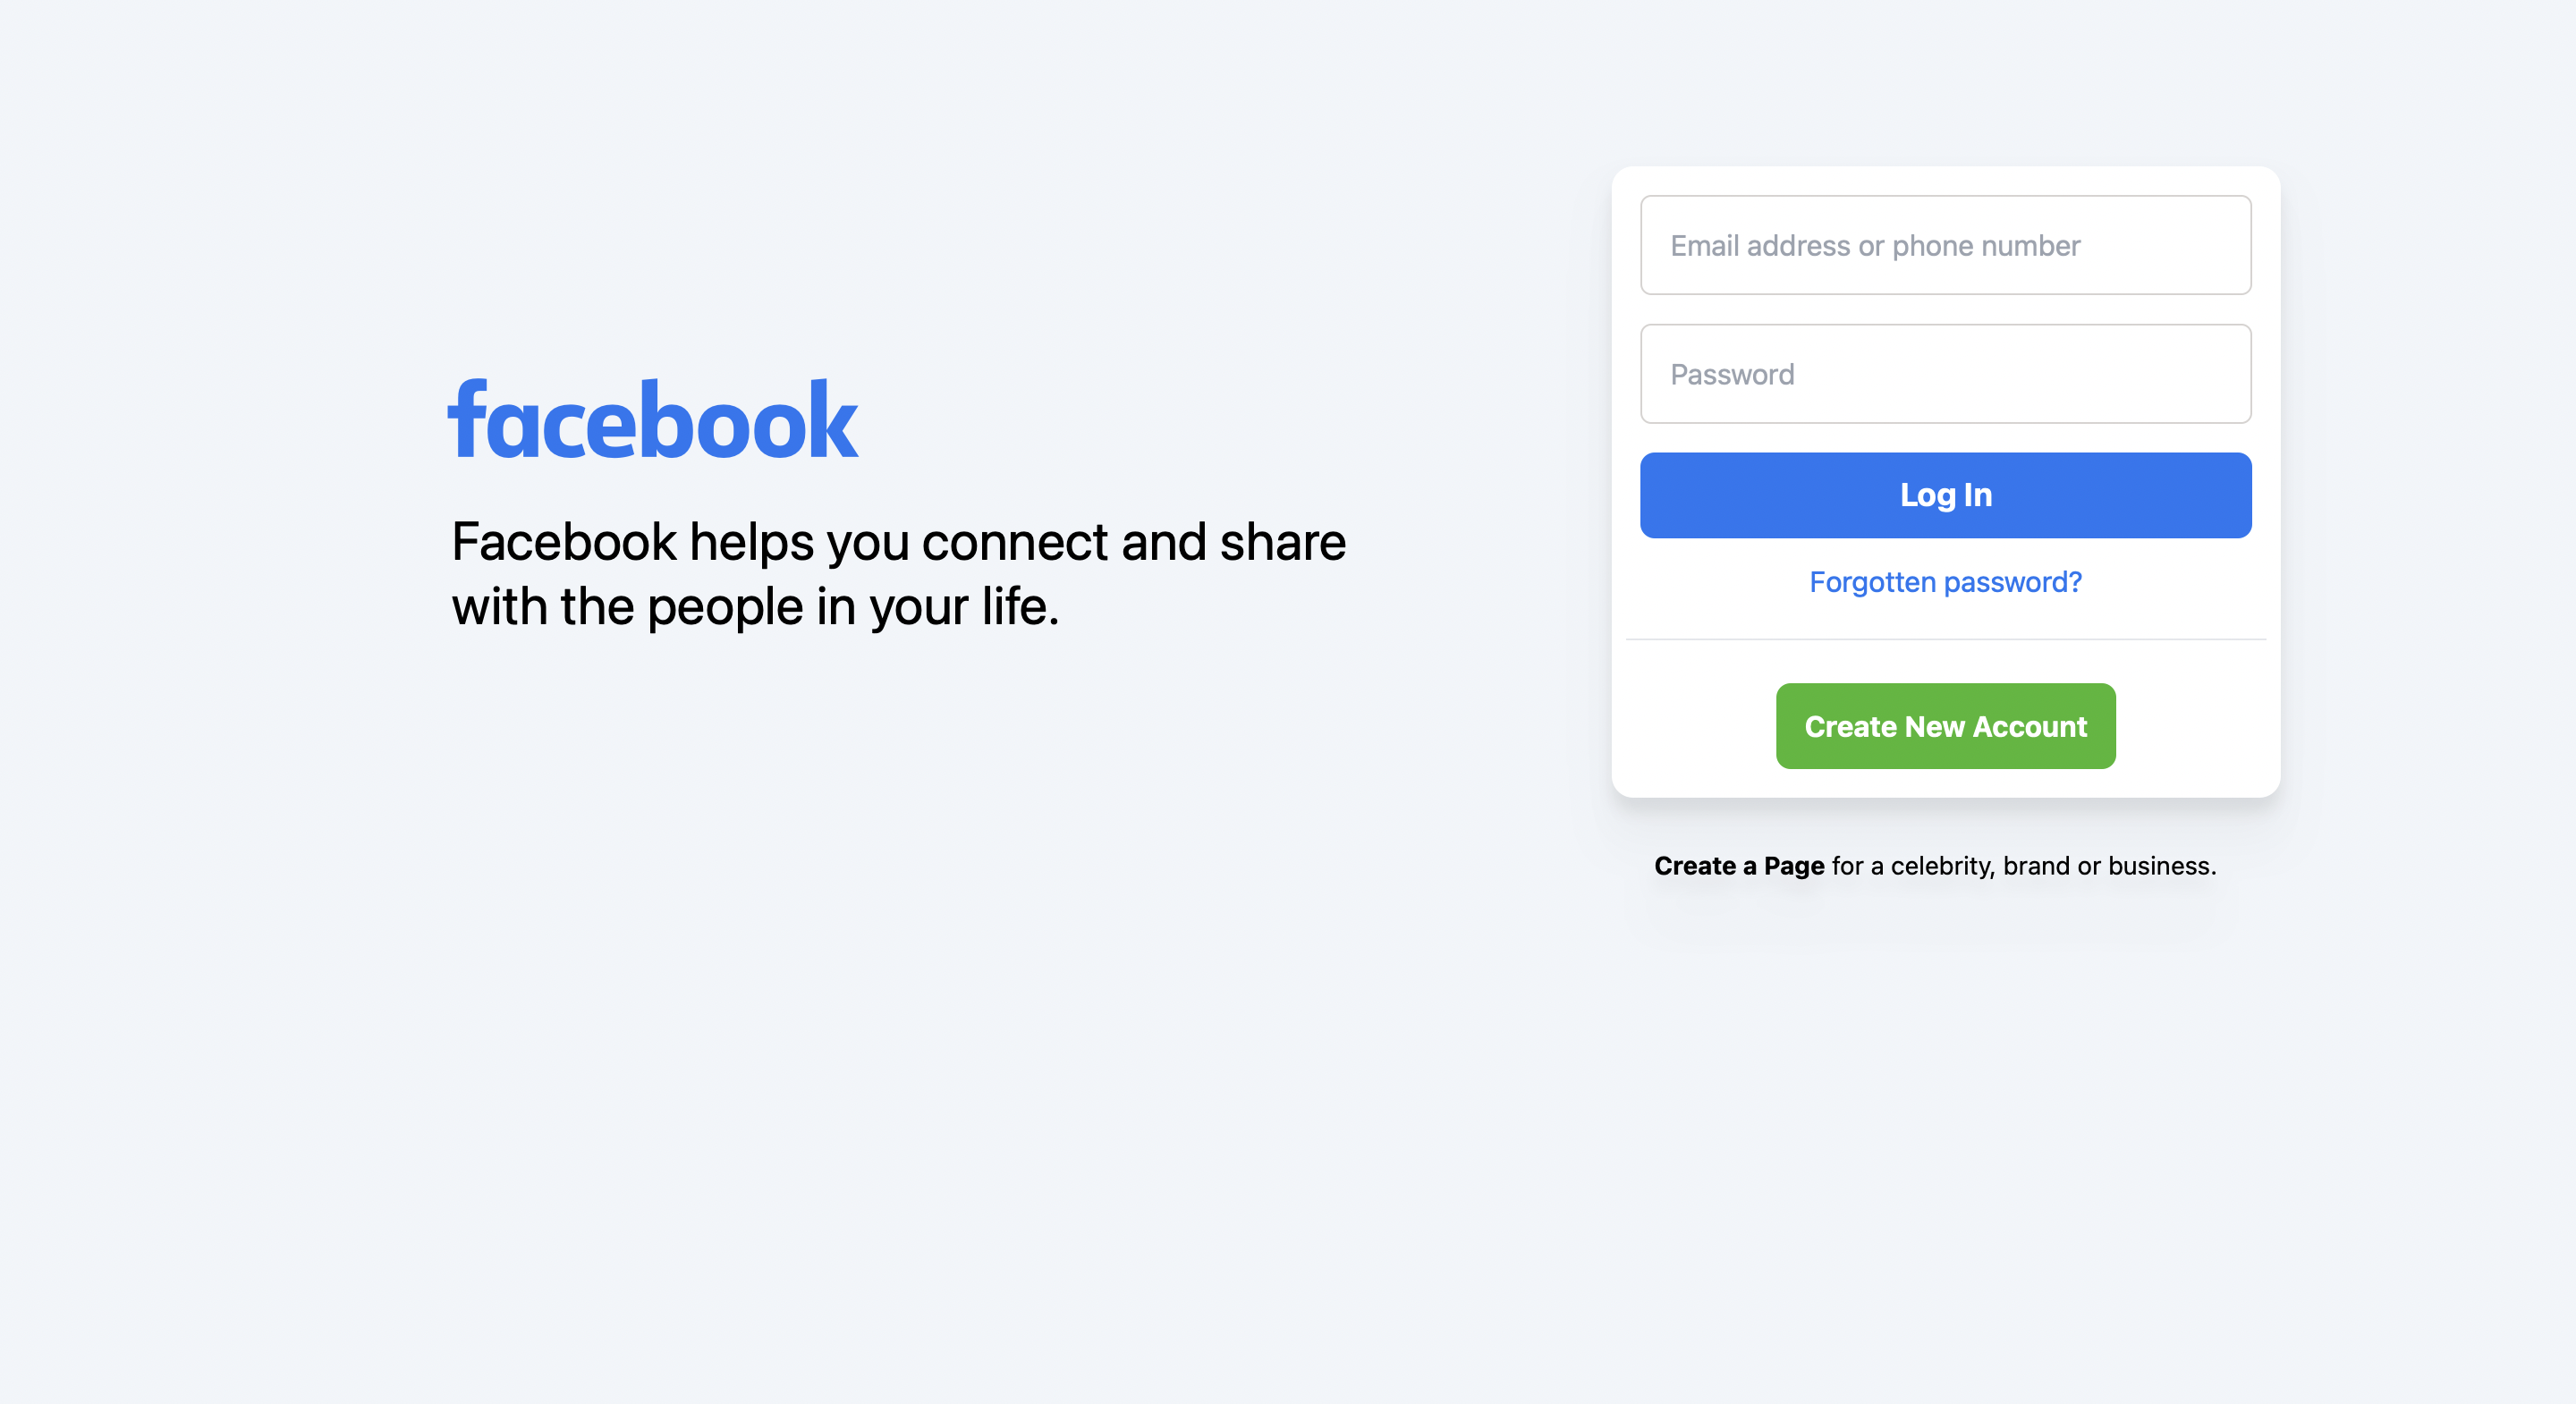 facebook
Facebook helps you connect and share
with the people in your life.
Email address or phone number
Password
Log In
Forgotten password?
Create New Account
Create a Page for a celebrity, brand or business.